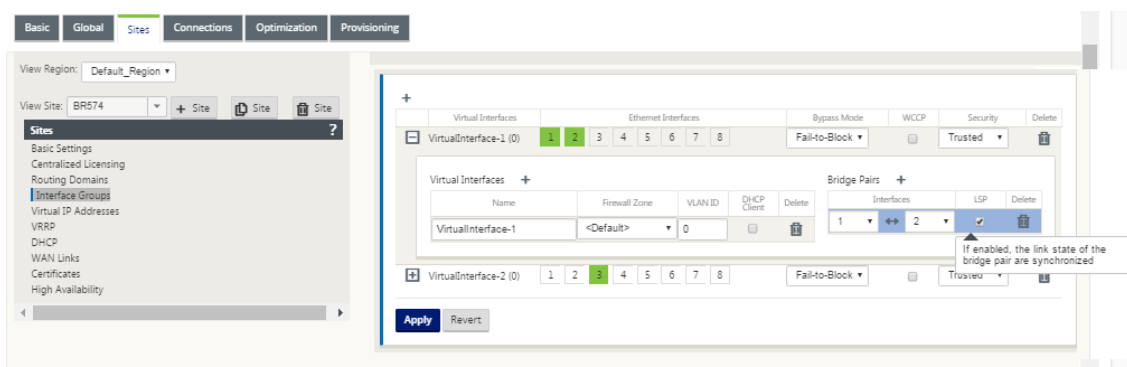 Basic Global Sites Connections Optimization Provisioning
View Region: Default_Region
View Site: BR574 + Site Site Site
Sites ?
Basic Settings
Centralized Licensing
Routing Domains
Interface Groups
Virtual IP Addresses
VRRP
DHCP
WAN Links
Certificates
High Availability
+
Virtual Interfaces Ethernet Interfaces Bypass Mode WCCP Security Delete
VirtualInterface-1 (0) 1 2 3 4 5 6 7 8 Fail-to-Block Trusted
Virtual Interfaces + Bridge Pairs +
Name Firewall Zone VLAN ID DHCP Client Delete Interfaces LSP Delete
VirtualInterface-1 <Default> 0 1 2
If enabled, the link state of the
bridge pair are synchronized
VirtualInterface-2 (0) 1 2 3 4 5 6 7 8 Fail-to-Block Trusted
Apply Revert